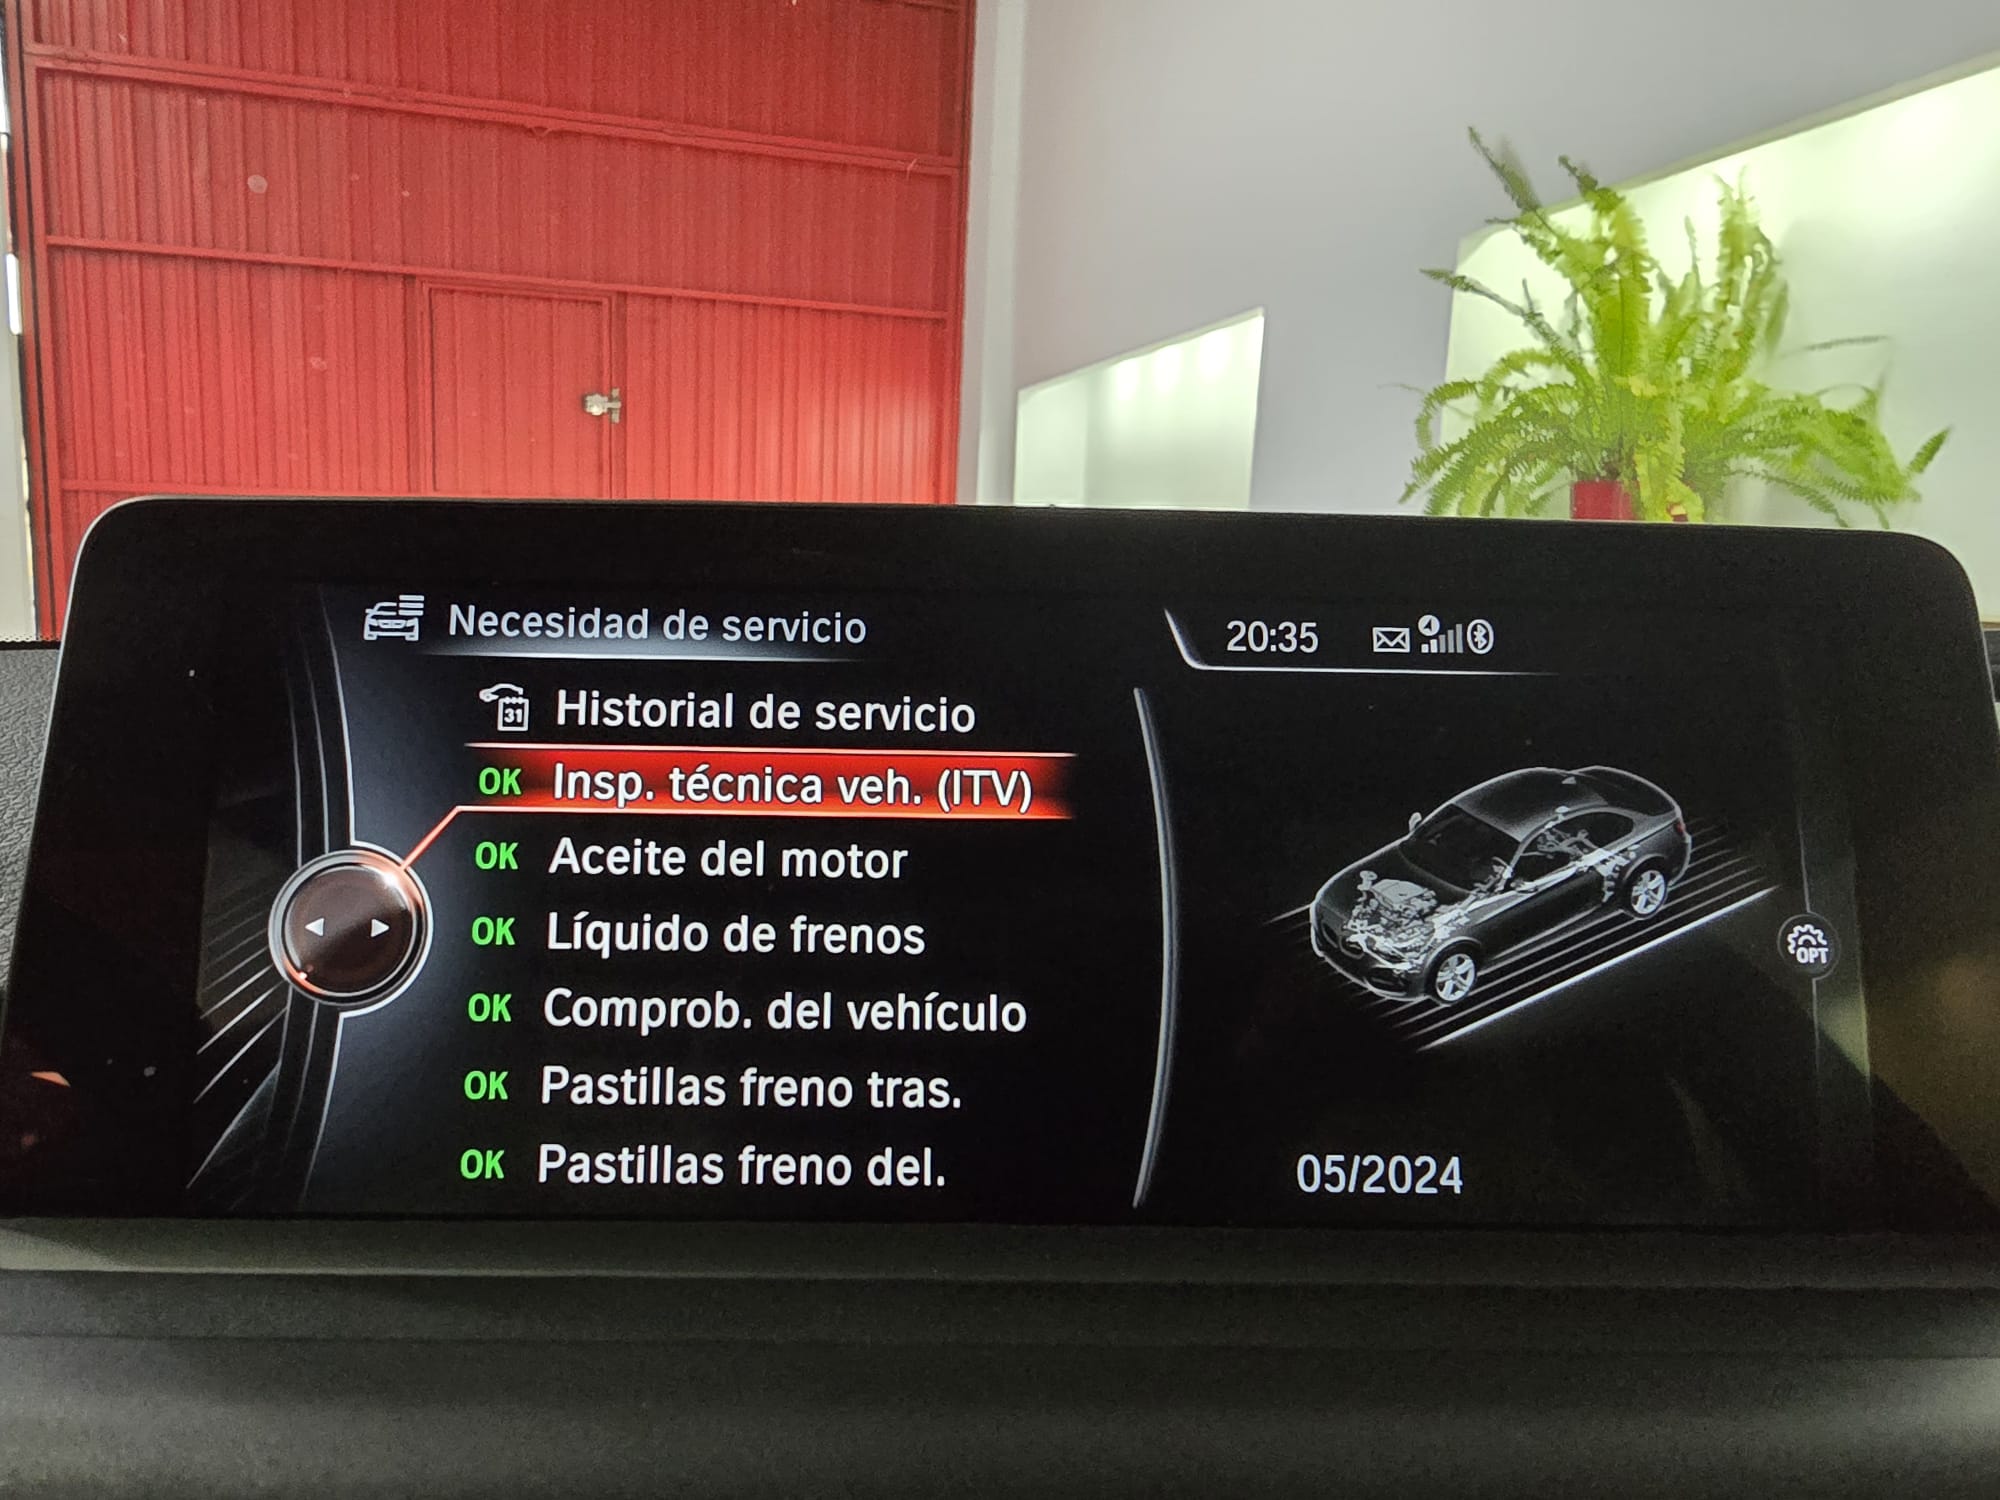 Necesidad de servicio
20:35
31 Historial de servicio
OK Insp. técnica veh. (ITV)
OK Aceite del motor
OK Líquido de frenos
OK Comprob. del vehículo
OK Pastillas freno tras.
OK Pastillas freno del.
OPT
05/2024